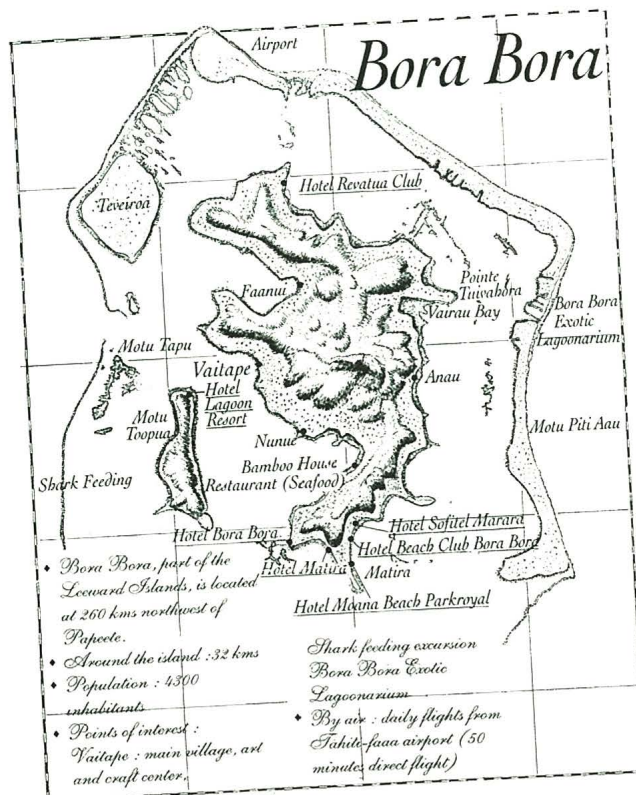 Airport
Bora Bora
Hotel Revatua Club
Teveiroa
Faanui
Pointe
Tuivahora
Vairau Bay
Bora Bora
Exotic
Lagoonarium
Motu Tapu
Vaitape
Hotel
Lagoon
Resort
Anau
Motu
Toopua
Motu Piti Aau
Nunue
Bamboo House
Restaurant (Seafood)
Shark Feeding
Hotel Bora Bora
Hotel Sofitel Marara
Hotel Beach Club Bora Bora
Hotel Matira
Matira
Hotel Moana Beach Parkroyal
♦ Bora Bora, part of the
Leeward Islands, is located
at 260 kms northwest of
Papeete.
♦ Around the island :32 kms
♦ Population : 4300
inhabitants
♦ Points of interest :
Vaitape : main village, art
and craft center.
Shark feeding excursion
Bora Bora Exotic
Lagoonarium
♦ By air : daily flights from
Tahiti-faaa airport (50
minutes direct flight)